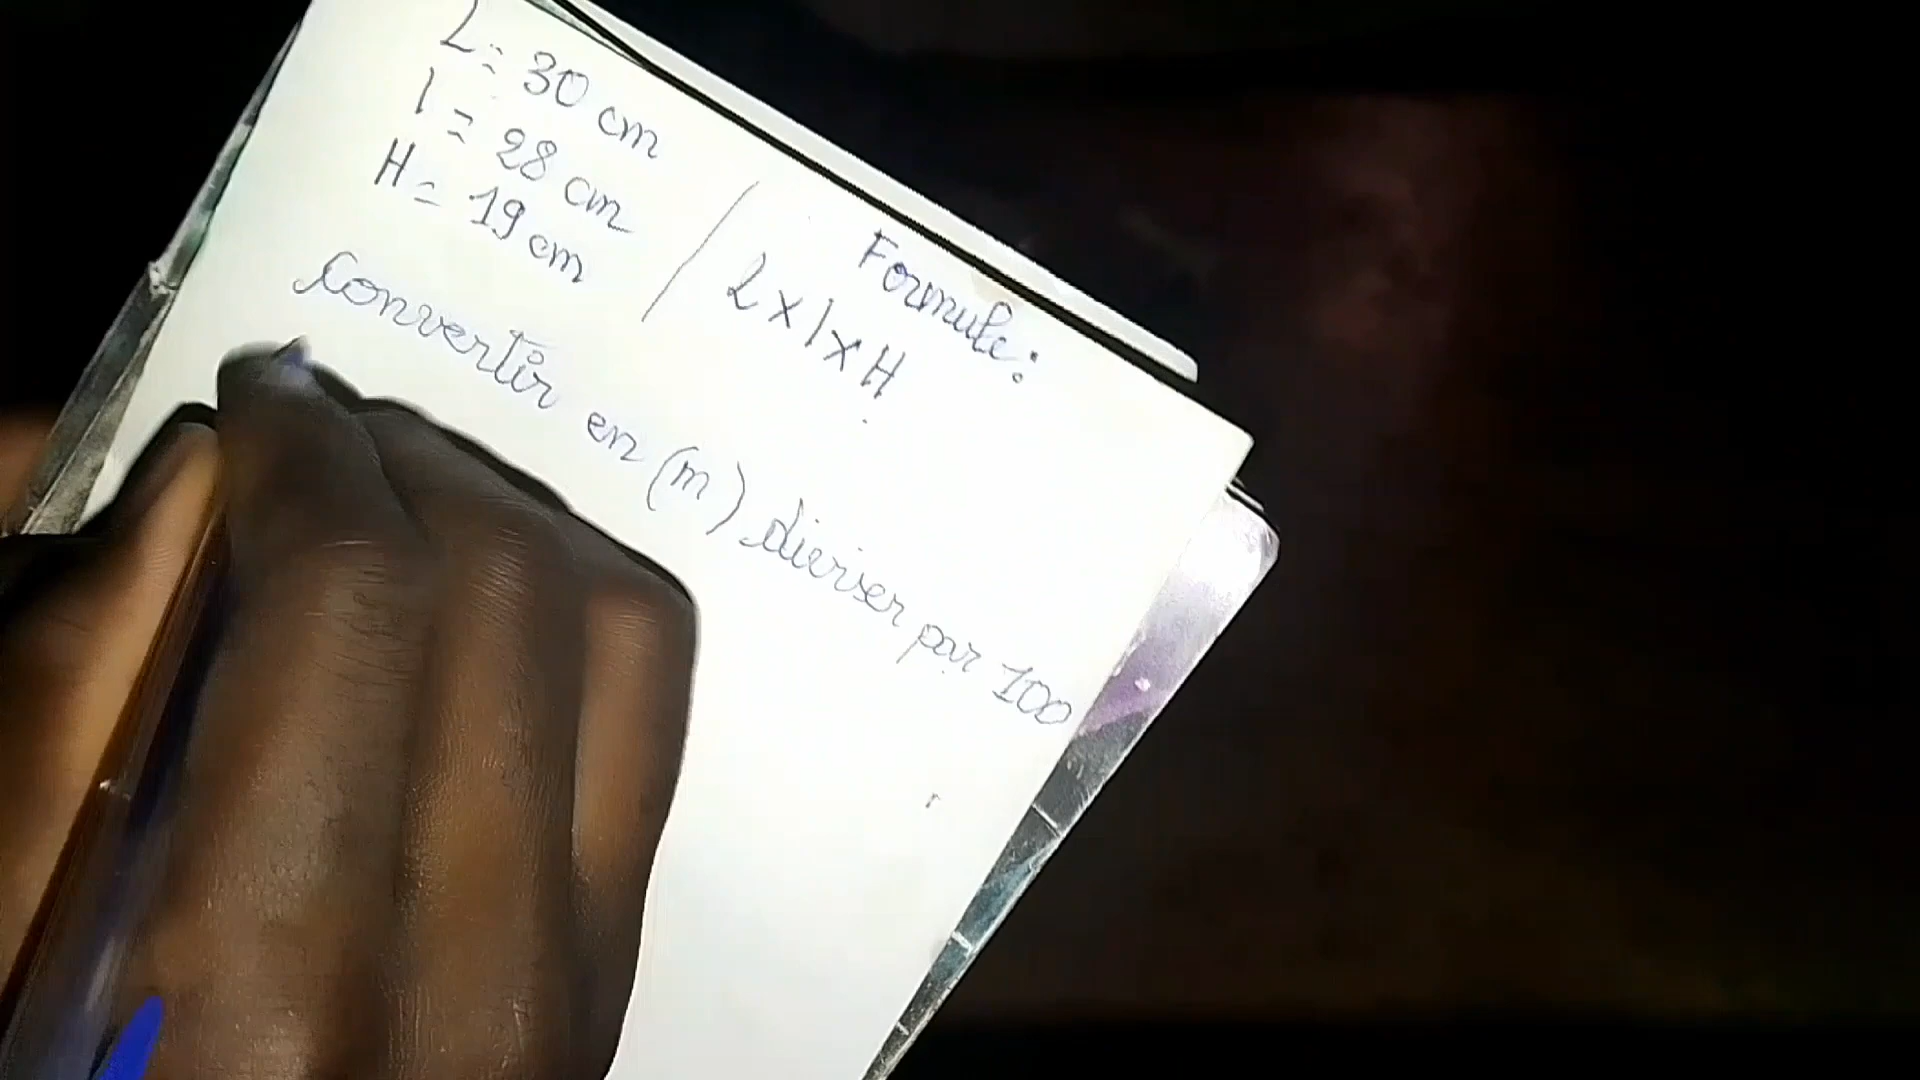 L = 30 cm
l = 28 cm
H = 19 cm
Formule :
L x l x H
convertir en (m) diviser par 100